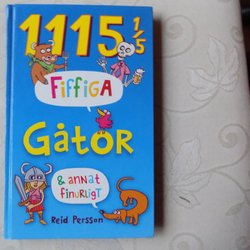 1115 1/5
FiFFiGA
GåTOR
& ANNAT
FINURLIGT
Reid Persson